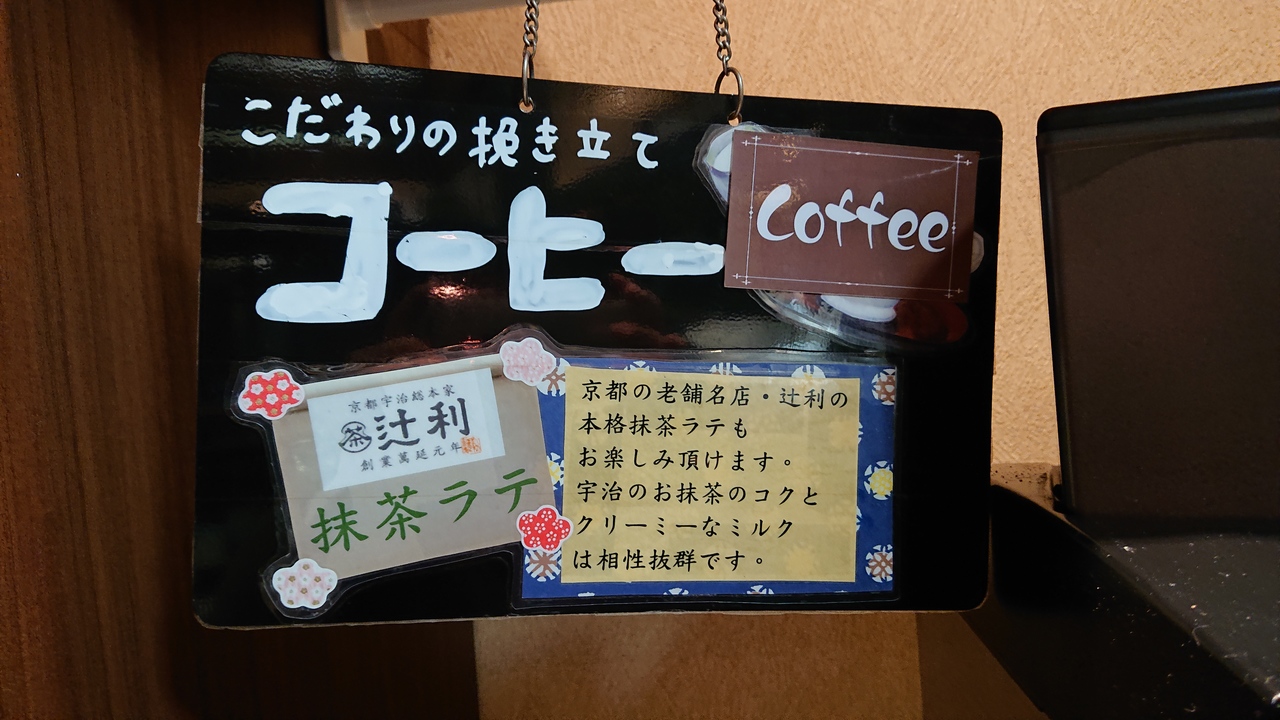 こだわりの挽き立て
コーヒー
Coffee
京都宇治総本家
茶 辻利
創業萬延元年
抹茶ラテ
京都の老舗名店・辻利の
本格抹茶ラテも
お楽しみ頂けます。
宇治のお抹茶のコクと
クリーミーなミルク
は相性抜群です。